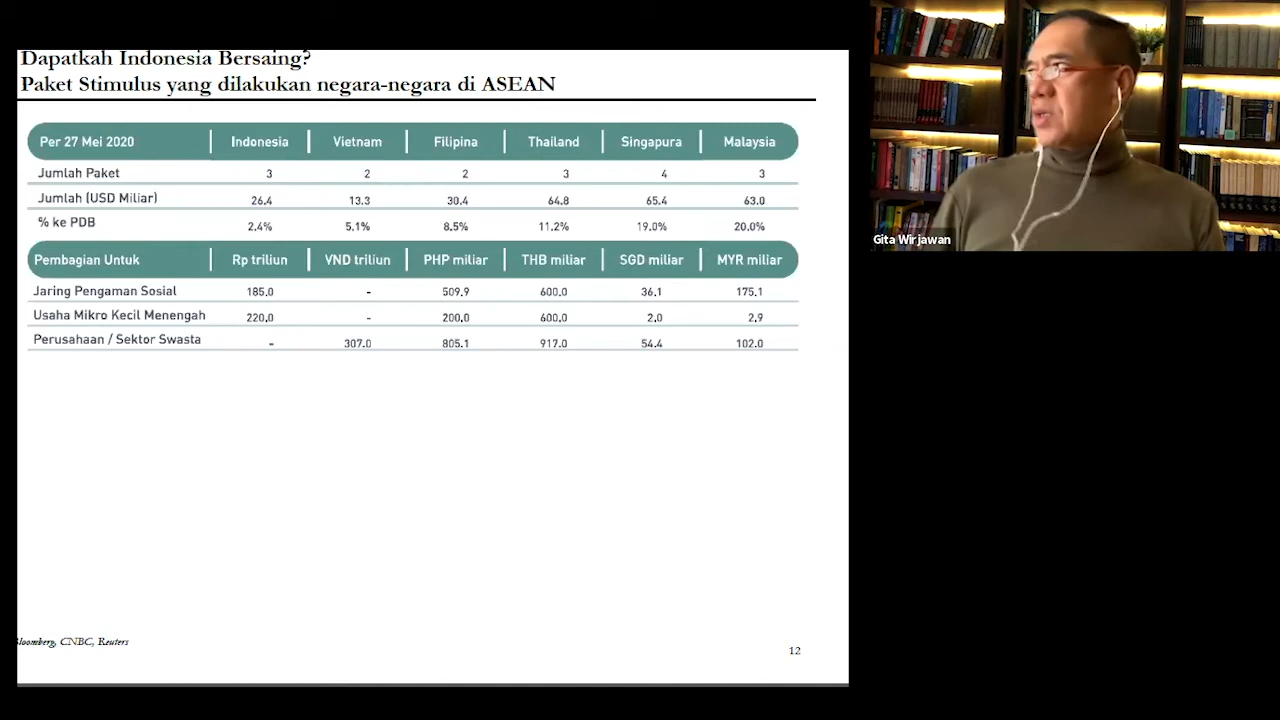 Dapatkah Indonesia Bersaing?
Paket Stimulus yang dilakukan negara-negara di ASEAN
Per 27 Mei 2020 Indonesia Vietnam Filipina Thailand Singapura Malaysia
Jumlah Paket 3 2 2 3 4 3
Jumlah (USD Miliar) 26.4 13.3 30.4 64.8 65.4 63.0
% ke PDB 2.4% 5.1% 8.5% 11.2% 19.0% 20.0%
Pembagian Untuk Rp triliun VND triliun PHP miliar THB miliar SGD miliar MYR miliar
Jaring Pengaman Sosial 185.0 - 509.9 600.0 36.1 175.1
Usaha Mikro Kecil Menengah 220.0 - 200.0 600.0 2.0 2.9
Perusahaan / Sektor Swasta - 307.0 805.1 917.0 54.4 102.0
Bloomberg, CNBC, Reuters
12
Gita Wirjawan